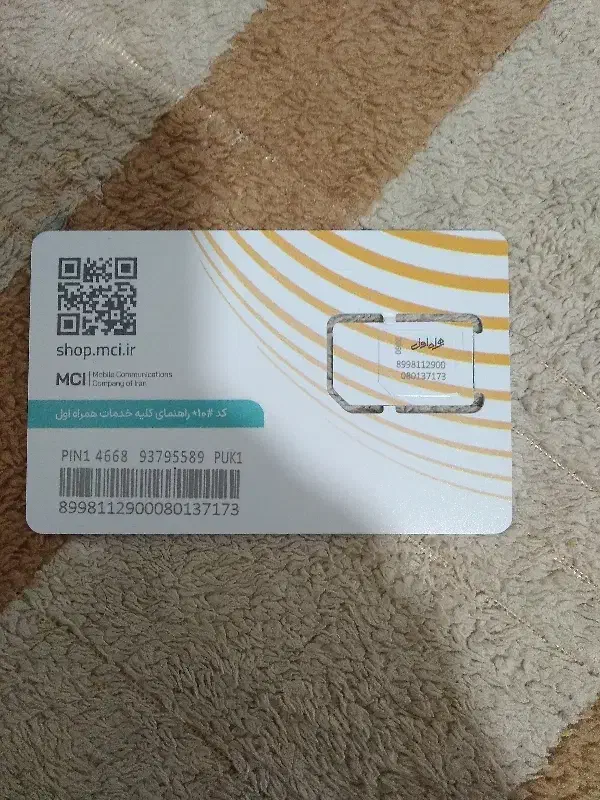 shop.mci.ir
MCI Mobile Communications
Company of Iran
کد #۱۰* راهنمای کلیه خدمات همراه اول
PIN1 4668 93795589 PUK1
8998112900080137173
همراه اول
8998112900
080137173